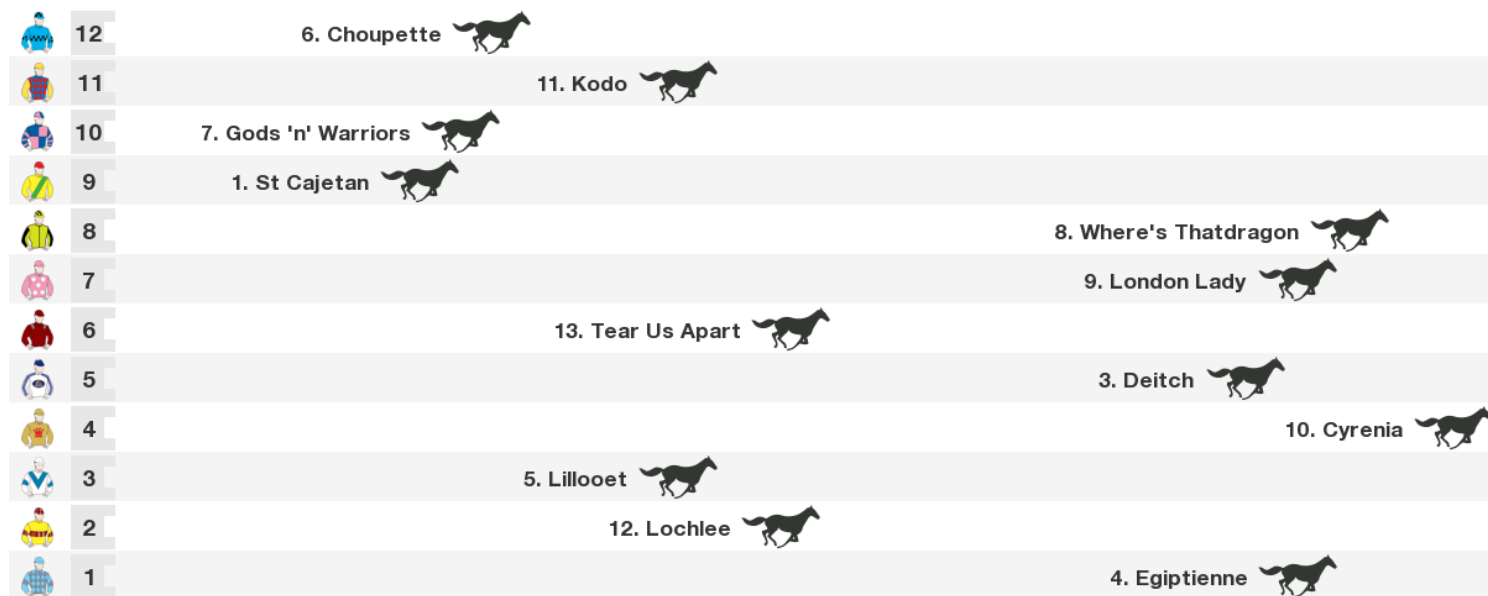 12 6. Choupette
11 11. Kodo
10 7. Gods 'n' Warriors
9 1. St Cajetan
8 8. Where's Thatdragon
7 9. London Lady
6 13. Tear Us Apart
5 3. Deitch
4 10. Cyrenia
3 5. Lillooet
2 12. Lochlee
1 4. Egiptienne